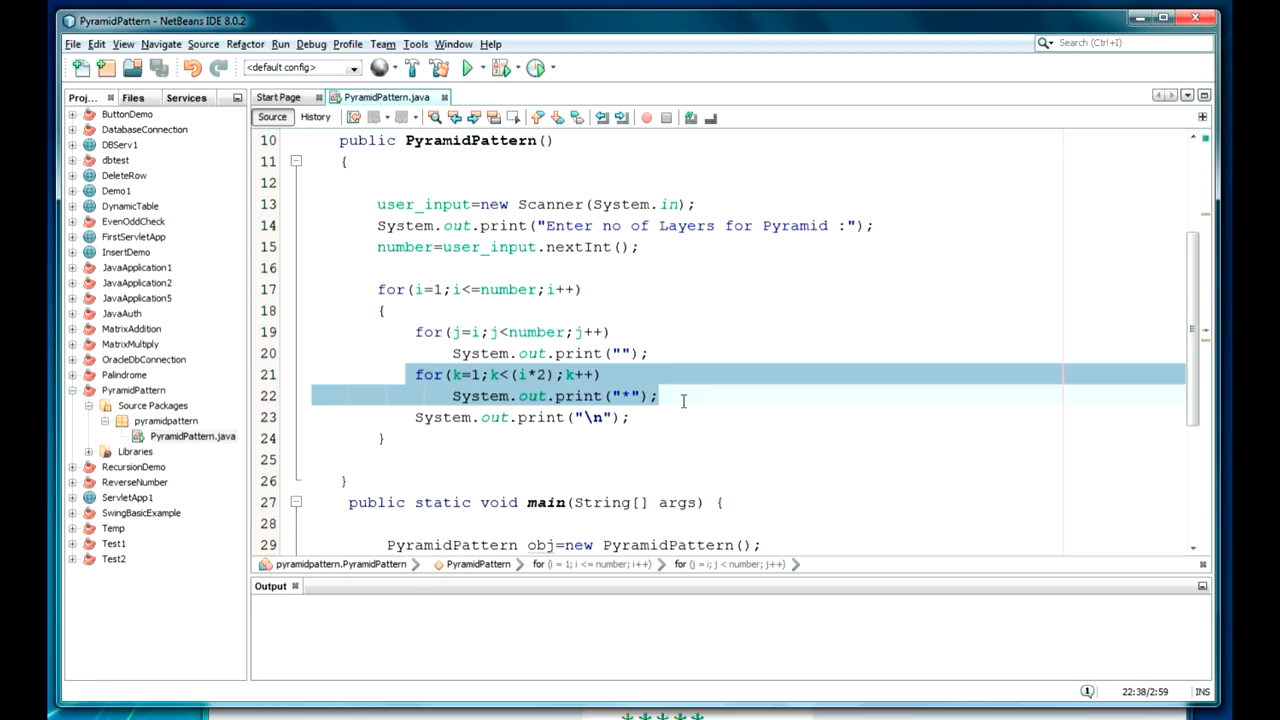 PyramidPattern - NetBeans IDE 8.0.2
File Edit View Navigate Source Refactor Run Debug Profile Team Tools Window Help
Search (Ctrl+I)
<default config>
Proj... Files Services
ButtonDemo
DatabaseConnection
DBServ1
dbtest
DeleteRow
Demo1
DynamicTable
EvenOddCheck
FirstServletApp
InsertDemo
JavaApplication1
JavaApplication2
JavaApplication5
JavaAuth
MatrixAddition
MatrixMultiply
OracleDbConnection
Palindrome
PyramidPattern
Source Packages
pyramidpattern
PyramidPattern.java
Libraries
RecursionDemo
ReverseNumber
ServletApp1
SwingBasicExample
Temp
Test1
Test2
Start Page PyramidPattern.java
Source History
10 public PyramidPattern()
11 {
12
13 user_input=new Scanner(System.in);
14 System.out.print("Enter no of Layers for Pyramid :");
15 number=user_input.nextInt();
16
17 for(i=1;i<=number;i++)
18 {
19 for(j=i;j<number;j++)
20 System.out.print("");
21 for(k=1;k<(i*2);k++)
22 System.out.print("*");
23 System.out.print("\n");
24 }
25
26 }
27 public static void main(String[] args) {
28
29 PyramidPattern obj=new PyramidPattern();
pyramidpattern.PyramidPattern PyramidPattern for (i = 1; i <= number; i++) for (j = i; j < number; j++)
Output
1 22:38/2:59 INS